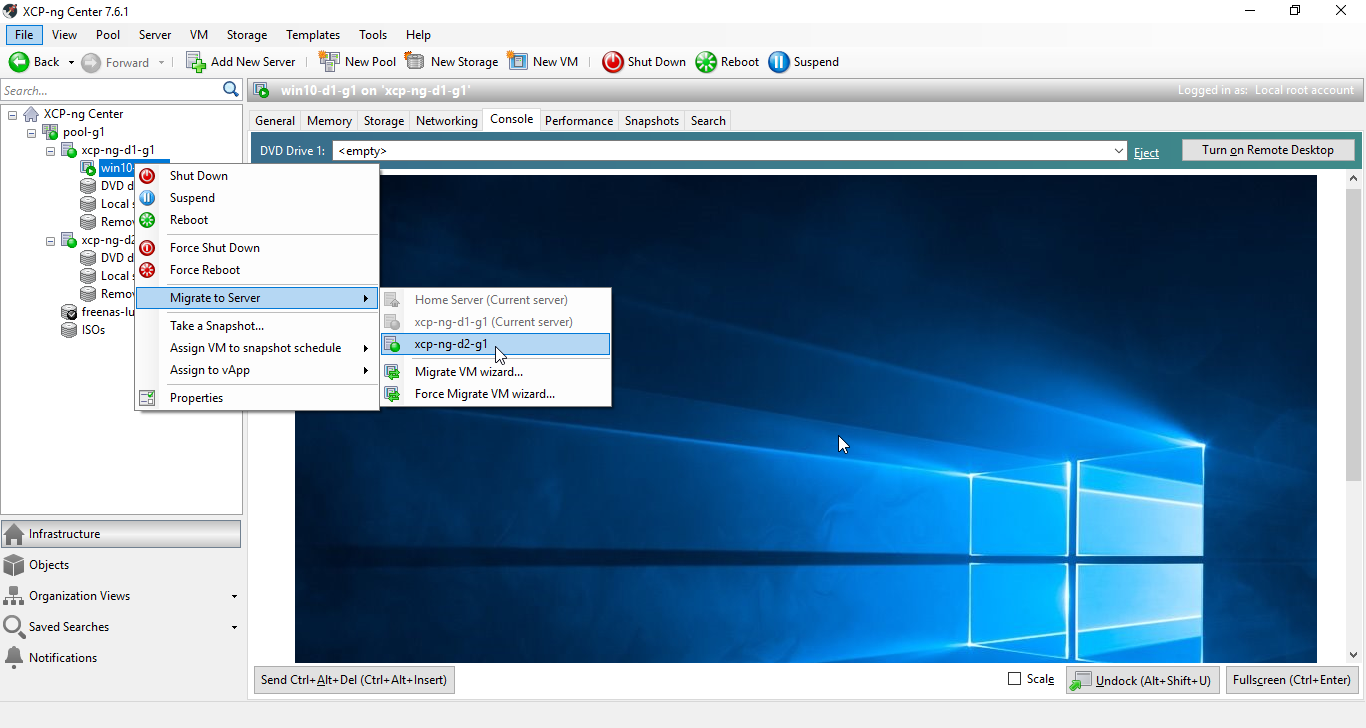 XCP-ng Center 7.6.1
File View Pool Server VM Storage Templates Tools Help
Back Forward Add New Server New Pool New Storage New VM Shut Down Reboot Suspend
Search...
win10-d1-g1 on 'xcp-ng-d1-g1'
Logged in as: Local root account
XCP-ng Center
pool-g1
xcp-ng-d1-g1
win10-
DVD d
Local s
Remo
xcp-ng-d2
DVD d
Local s
Remo
freenas-lu
ISOs
General Memory Storage Networking Console Performance Snapshots Search
DVD Drive 1: <empty> Eject Turn on Remote Desktop
Shut Down
Suspend
Reboot
Force Shut Down
Force Reboot
Migrate to Server
Take a Snapshot...
Assign VM to snapshot schedule
Assign to vApp
Properties
Home Server (Current server)
xcp-ng-d1-g1 (Current server)
xcp-ng-d2-g1
Migrate VM wizard...
Force Migrate VM wizard...
Infrastructure
Objects
Organization Views
Saved Searches
Notifications
Send Ctrl+Alt+Del (Ctrl+Alt+Insert)
Scale
Undock (Alt+Shift+U)
Fullscreen (Ctrl+Enter)